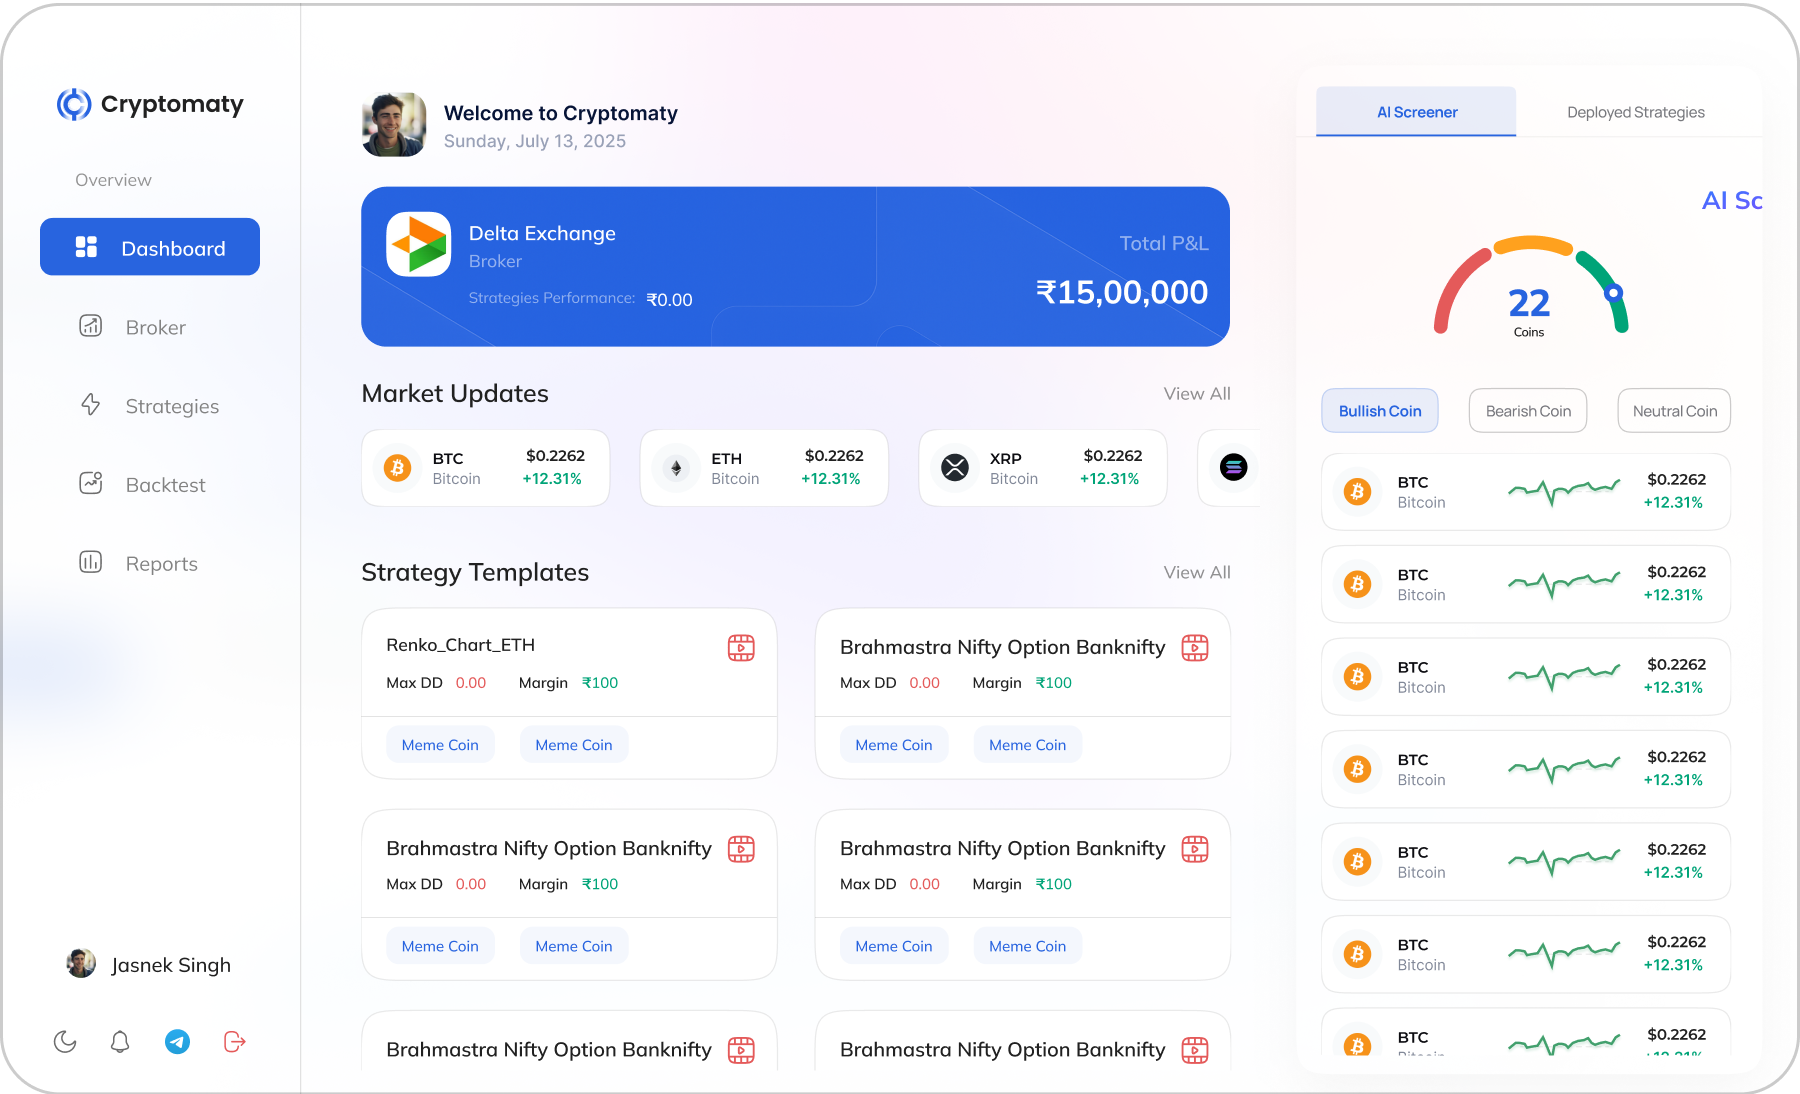 Cryptomaty
Overview
Dashboard
Broker
Strategies
Backtest
Reports
Jasnek Singh
Welcome to Cryptomaty
Sunday, July 13, 2025
Delta Exchange
Broker
Strategies Performance: ₹0.00
Total P&L
₹15,00,000
Market Updates
View All
BTC $0.2262
Bitcoin +12.31%
ETH $0.2262
Bitcoin +12.31%
XRP $0.2262
Bitcoin +12.31%
Strategy Templates
View All
Renko_Chart_ETH
Max DD 0.00 Margin ₹100
Meme Coin Meme Coin
Brahmastra Nifty Option Banknifty
Max DD 0.00 Margin ₹100
Meme Coin Meme Coin
Brahmastra Nifty Option Banknifty
Max DD 0.00 Margin ₹100
Meme Coin Meme Coin
Brahmastra Nifty Option Banknifty
Max DD 0.00 Margin ₹100
Meme Coin Meme Coin
Brahmastra Nifty Option Banknifty
Brahmastra Nifty Option Banknifty
AI Screener
Deployed Strategies
AI Sc
22
Coins
Bullish Coin
Bearish Coin
Neutral Coin
BTC $0.2262
Bitcoin +12.31%
BTC $0.2262
Bitcoin +12.31%
BTC $0.2262
Bitcoin +12.31%
BTC $0.2262
Bitcoin +12.31%
BTC $0.2262
Bitcoin +12.31%
BTC $0.2262
Bitcoin +12.31%
BTC $0.2262